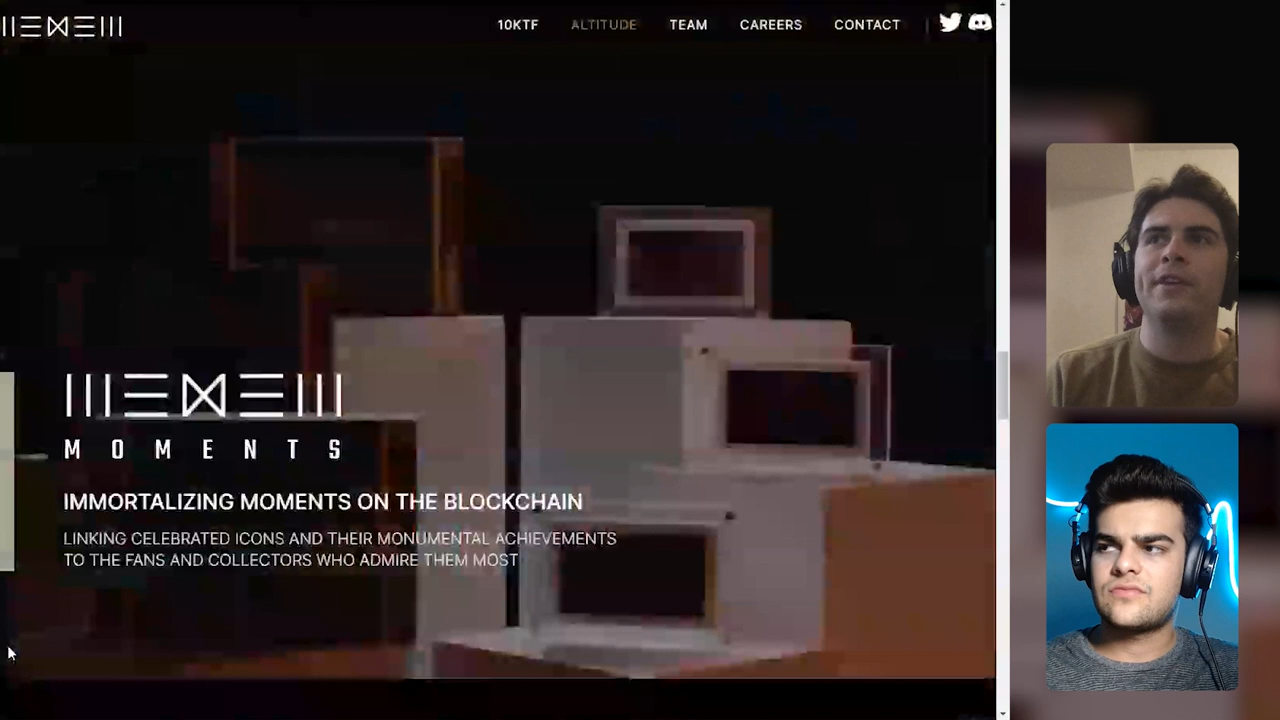 10KTF ALTITUDE TEAM CAREERS CONTACT
MOMENTS
IMMORTALIZING MOMENTS ON THE BLOCKCHAIN
LINKING CELEBRATED ICONS AND THEIR MONUMENTAL ACHIEVEMENTS
TO THE FANS AND COLLECTORS WHO ADMIRE THEM MOST